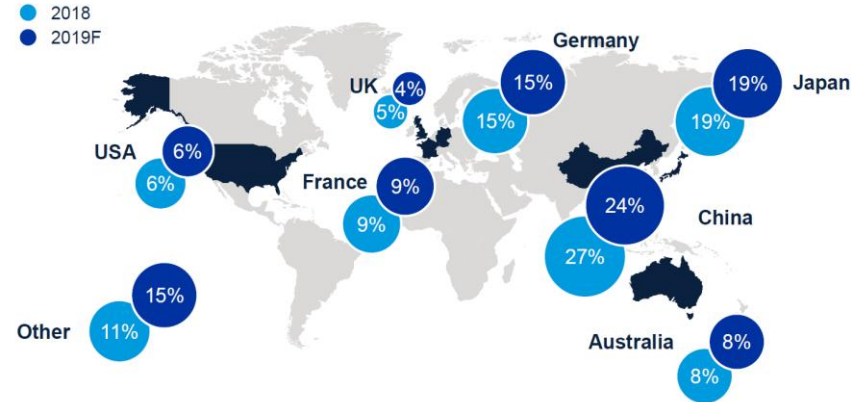 2018
2019F
Germany
15%
15%
Japan
19%
19%
UK
4%
5%
USA
6%
6%
France
9%
9%
China
24%
27%
Other
15%
11%
Australia
8%
8%